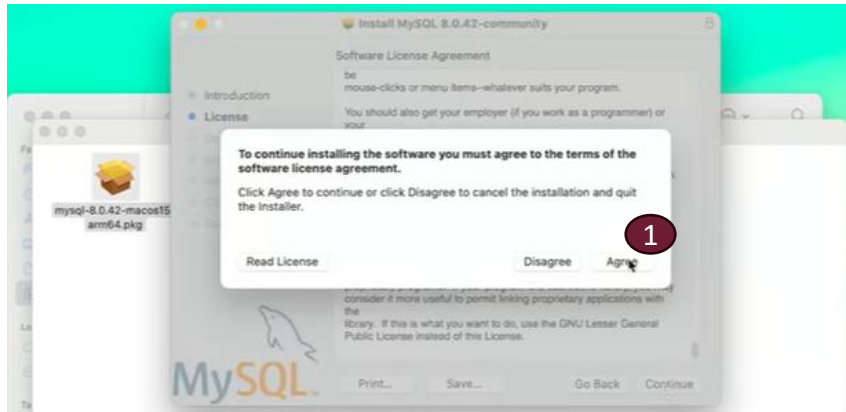 Install MySQL 8.0.42-community
Software License Agreement
be
mouse-clicks or menu items--whatever suits your program.
Introduction
You should also get your employer (if you work as a programmer) or
License
your
To continue installing the software you must agree to the terms of the
software license agreement.
Click Agree to continue or click Disagree to cancel the installation and quit
the Installer.
mysql-8.0.42-macos15
arm64.pkg
1
Read License
Disagree
Agree
consider it more useful to permit linking proprietary applications with
the
library. If this is what you want to do, use the GNU Lesser General
Public License instead of this License.
MySQL
Print...
Save...
Go Back
Continue